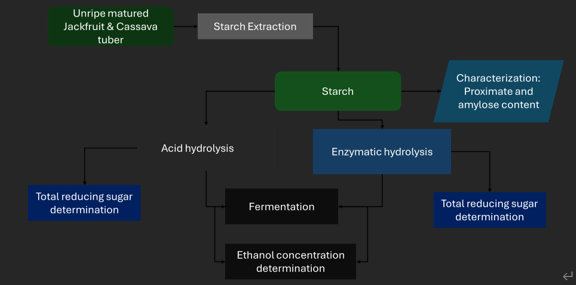 Unripe matured
Jackfruit & Cassava
tuber
Starch Extraction
Starch
Characterization:
Proximate and
amylose content
Acid hydrolysis
Enzymatic hydrolysis
Total reducing sugar
determination
Total reducing sugar
determination
Fermentation
Ethanol concentration
determination